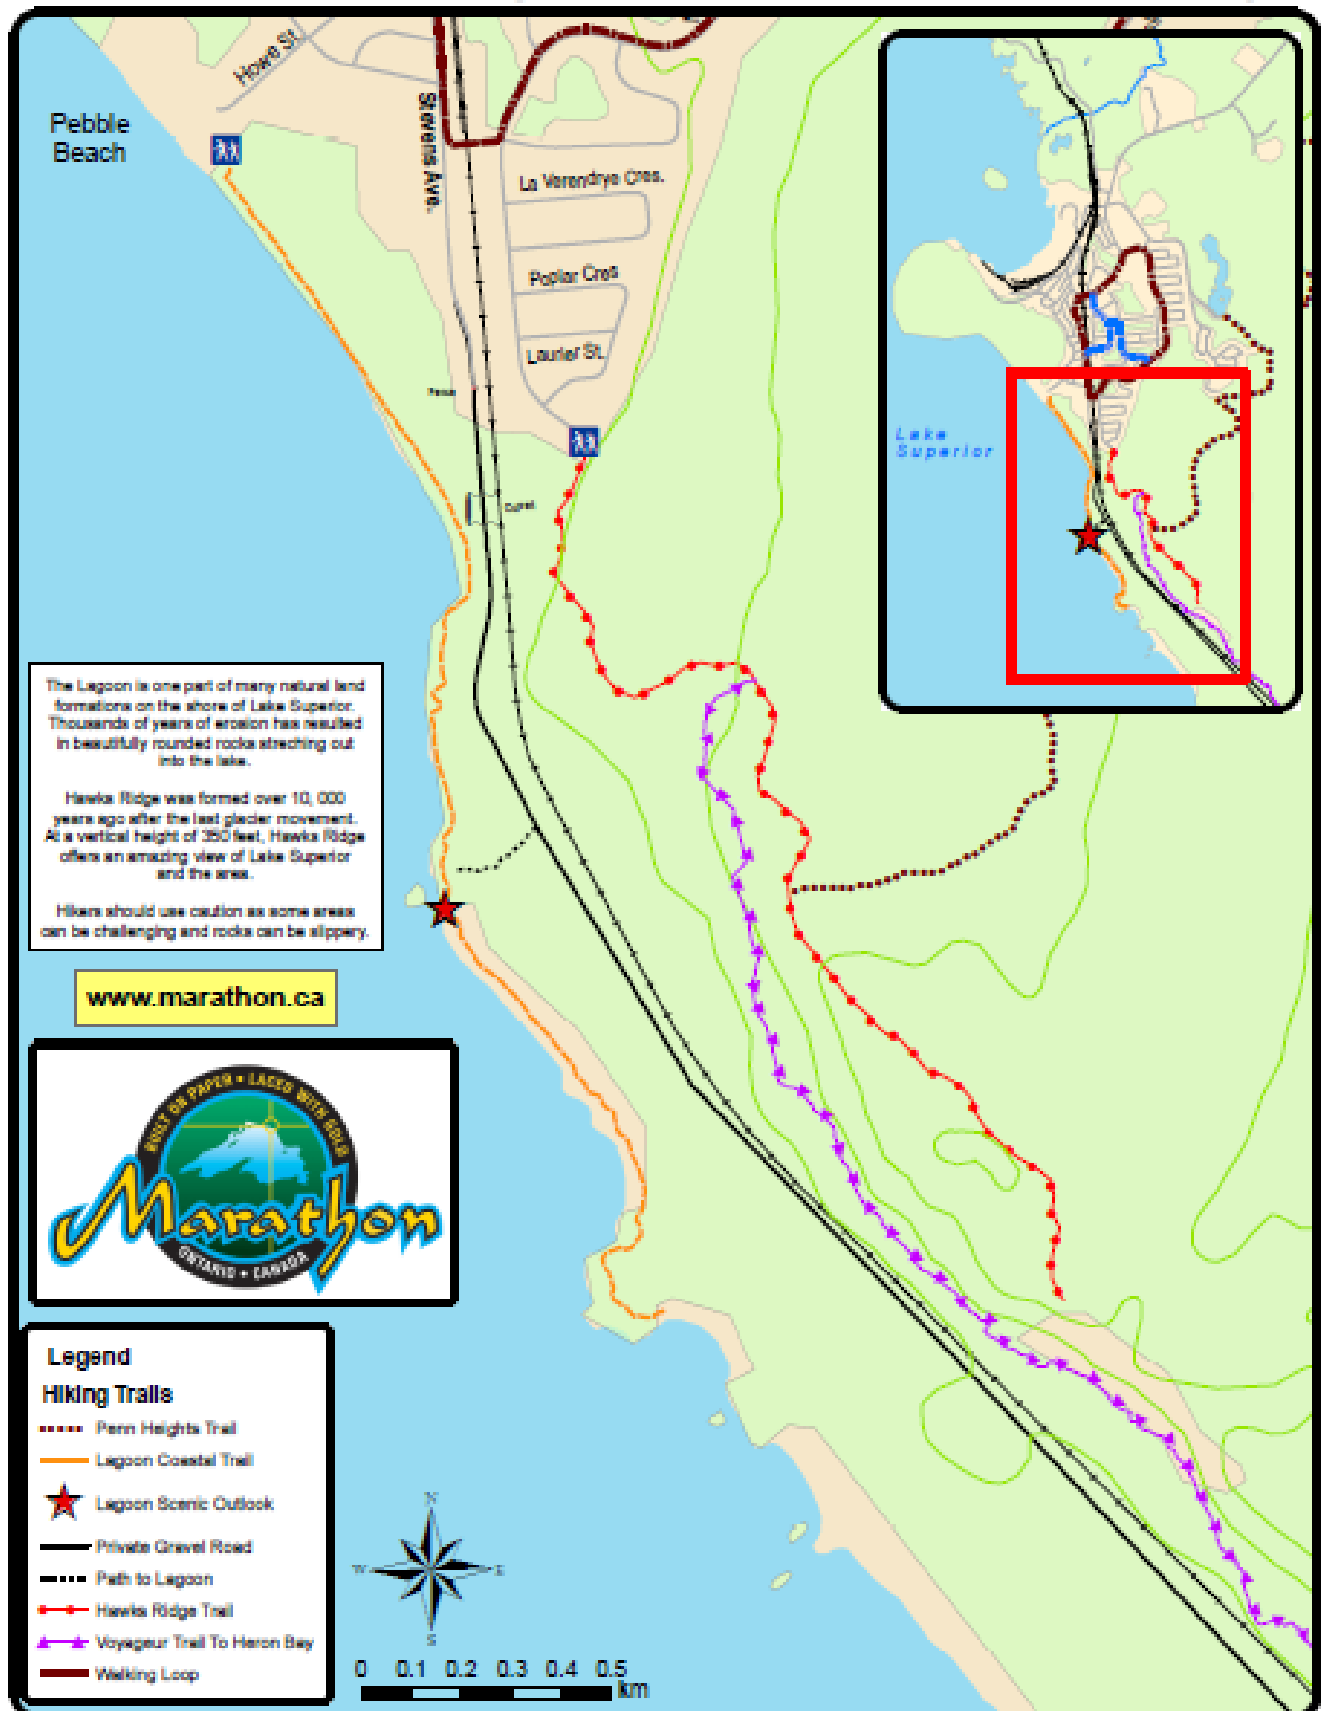 Howe St.
Pebble
Beach
Stevens Ave.
La Verendrye Cres.
Poplar Cres
Laurier St.
Lake
Superior
The Lagoon is one part of many natural land
formations on the shore of Lake Superior.
Thousands of years of erosion has resulted
in beautifully rounded rocks streching out
into the lake.
Hawks Ridge was formed over 10, 000
years ago after the last glacier movement.
At a vertical height of 350 feet, Hawks Ridge
offers an amazing view of Lake Superior
and the area.
Hikers should use caution as some areas
can be challenging and rocks can be slippery.
www.marathon.ca
BUILT ON PAPER • LACED WITH GOLD
Marathon
ONTARIO • CANADA
Legend
Hiking Trails
Penn Heights Trail
Lagoon Coastal Trail
Lagoon Scenic Outlook
Private Gravel Road
Path to Lagoon
Hawks Ridge Trail
Voyageur Trail To Heron Bay
Walking Loop
N
W E
S
0 0.1 0.2 0.3 0.4 0.5
km